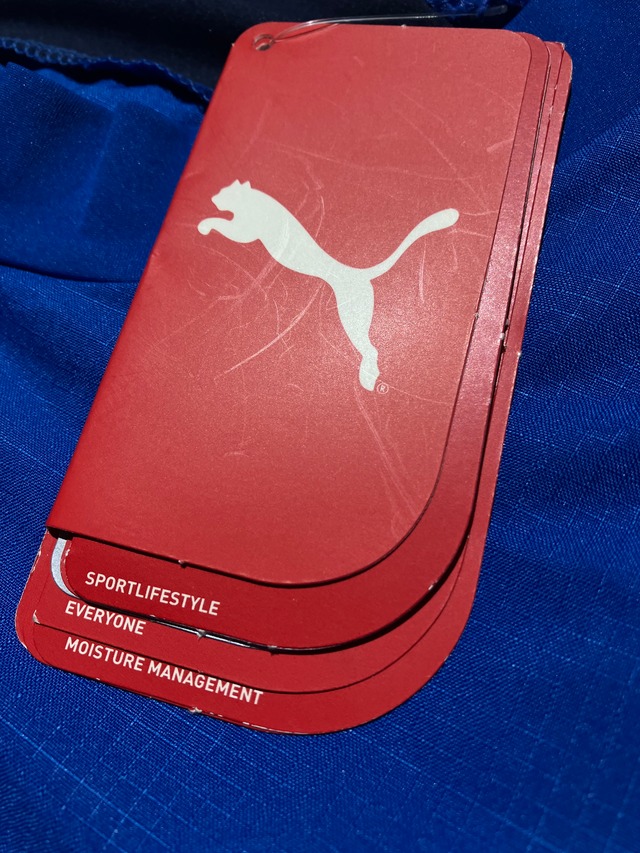 ®
SPORTLIFESTYLE
EVERYONE
MOISTURE MANAGEMENT